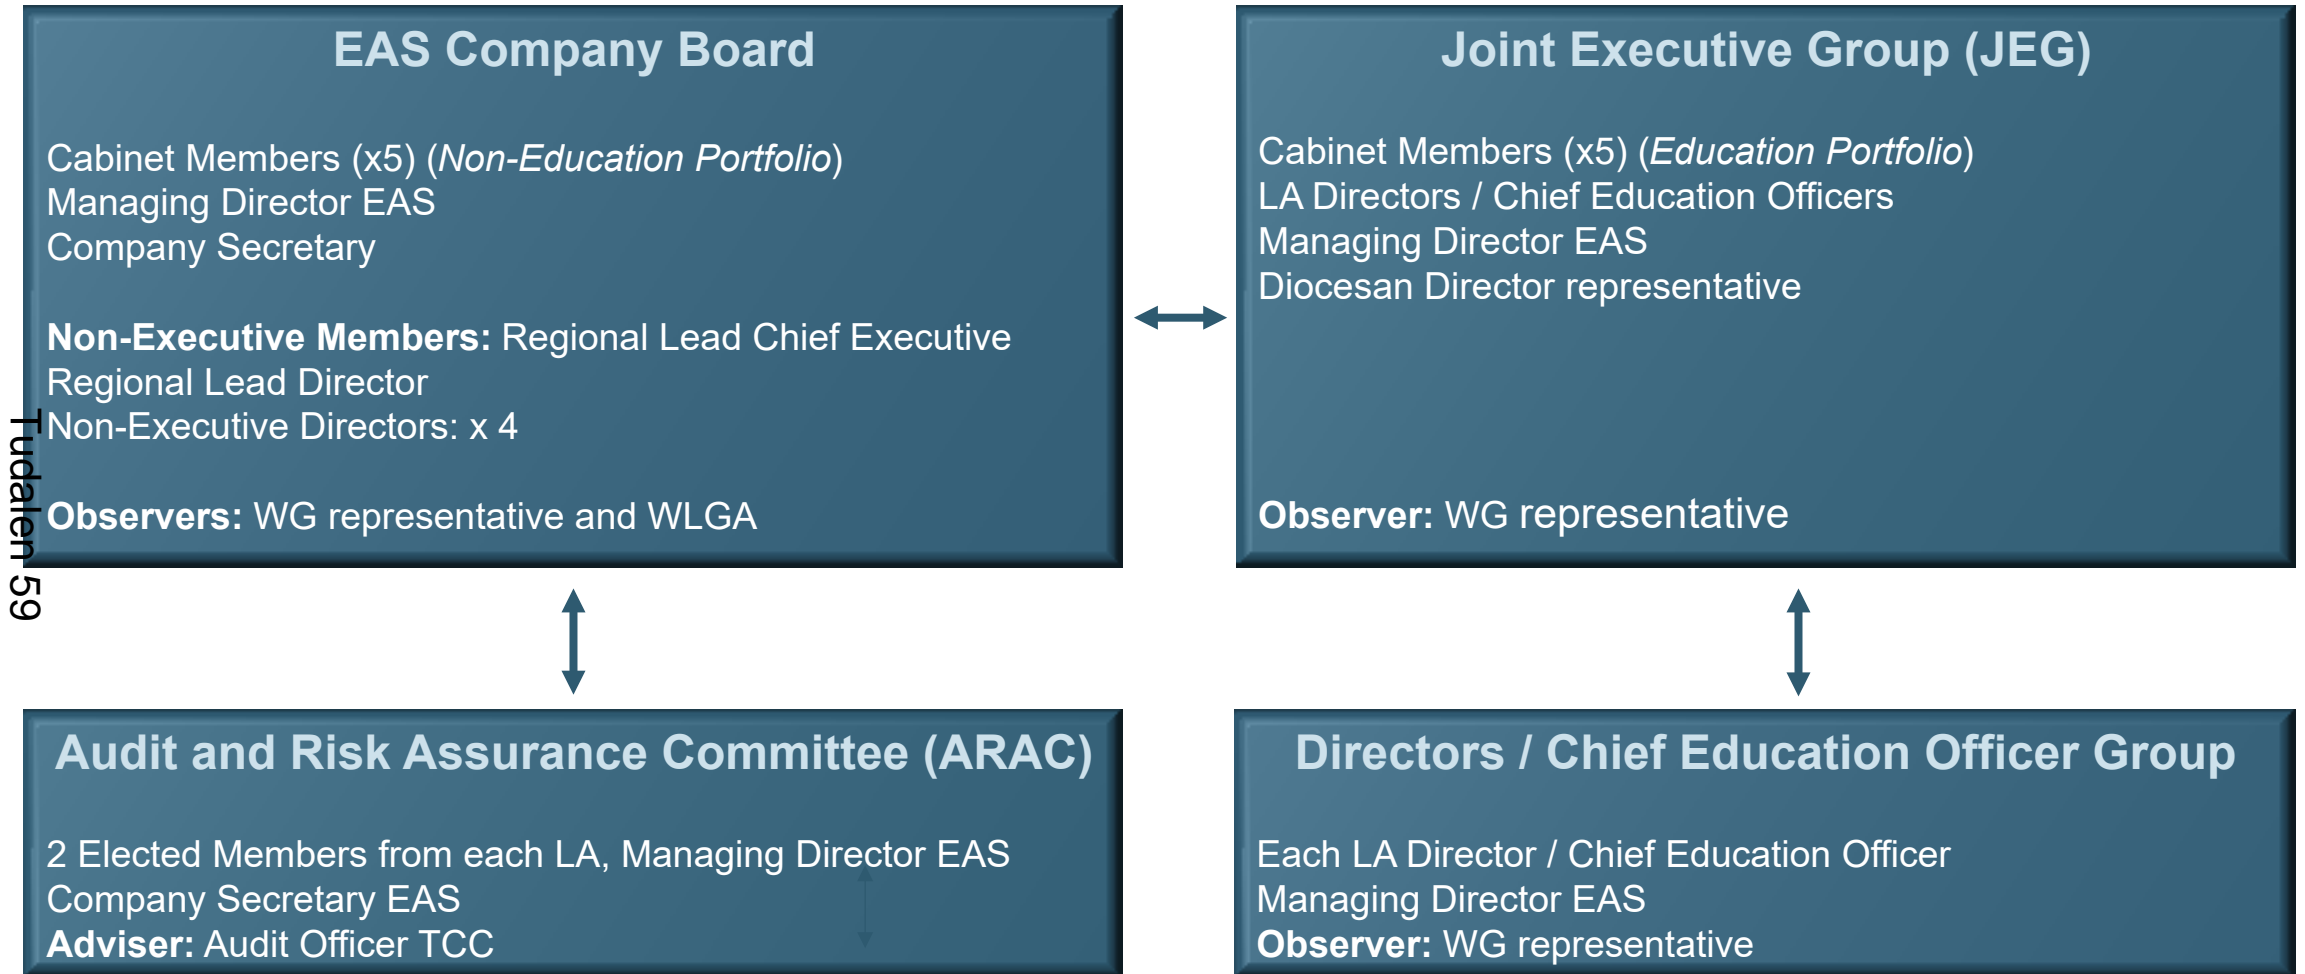 EAS Company Board
Cabinet Members (x5) (Non-Education Portfolio)
Managing Director EAS
Company Secretary
Non-Executive Members: Regional Lead Chief Executive
Regional Lead Director
Non-Executive Directors: x 4
Observers: WG representative and WLGA
Joint Executive Group (JEG)
Cabinet Members (x5) (Education Portfolio)
LA Directors / Chief Education Officers
Managing Director EAS
Diocesan Director representative
Observer: WG representative
Tudalen 59
Audit and Risk Assurance Committee (ARAC)
2 Elected Members from each LA, Managing Director EAS
Company Secretary EAS
Adviser: Audit Officer TCC
Directors / Chief Education Officer Group
Each LA Director / Chief Education Officer
Managing Director EAS
Observer: WG representative